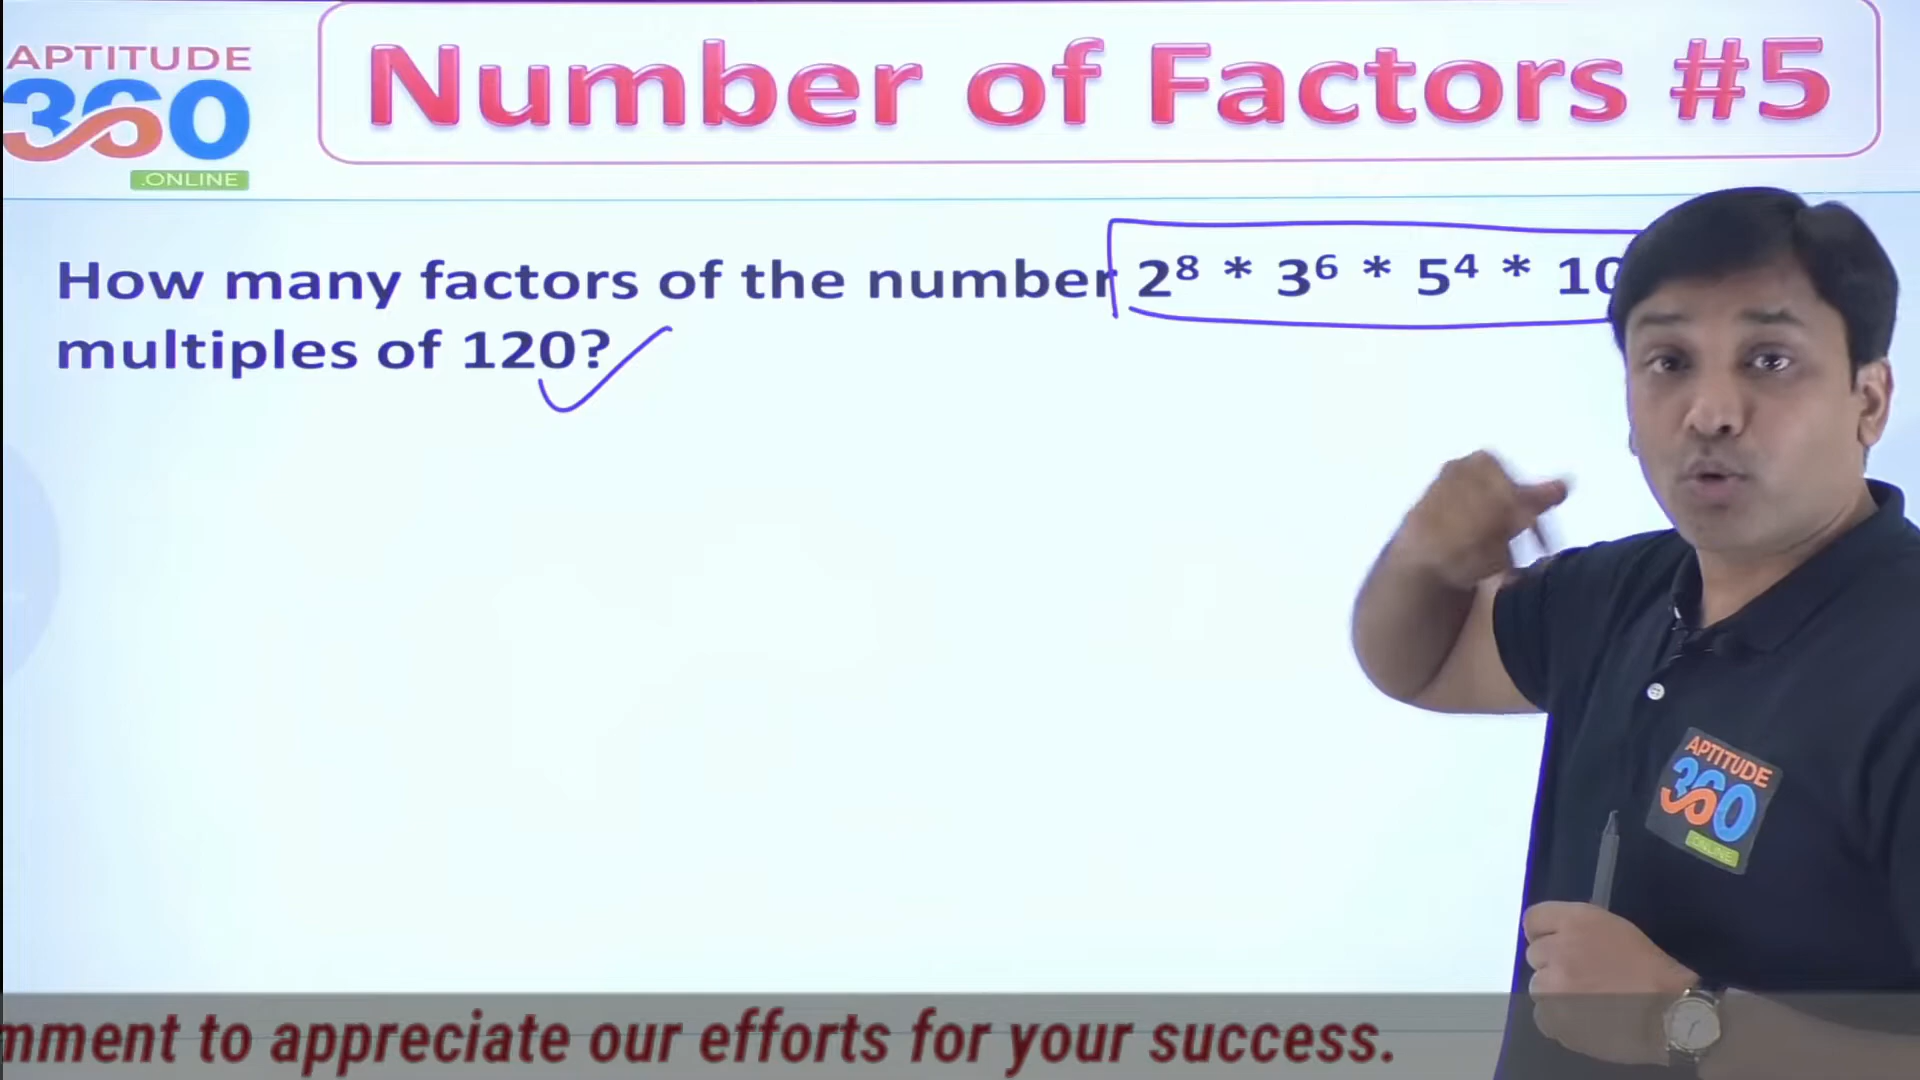 APTITUDE
360
.ONLINE
Number of Factors #5
How many factors of the number 2⁸ * 3⁶ * 5⁴ * 10
multiples of 120?
APTITUDE
360
.ONLINE
mment to appreciate our efforts for your success.